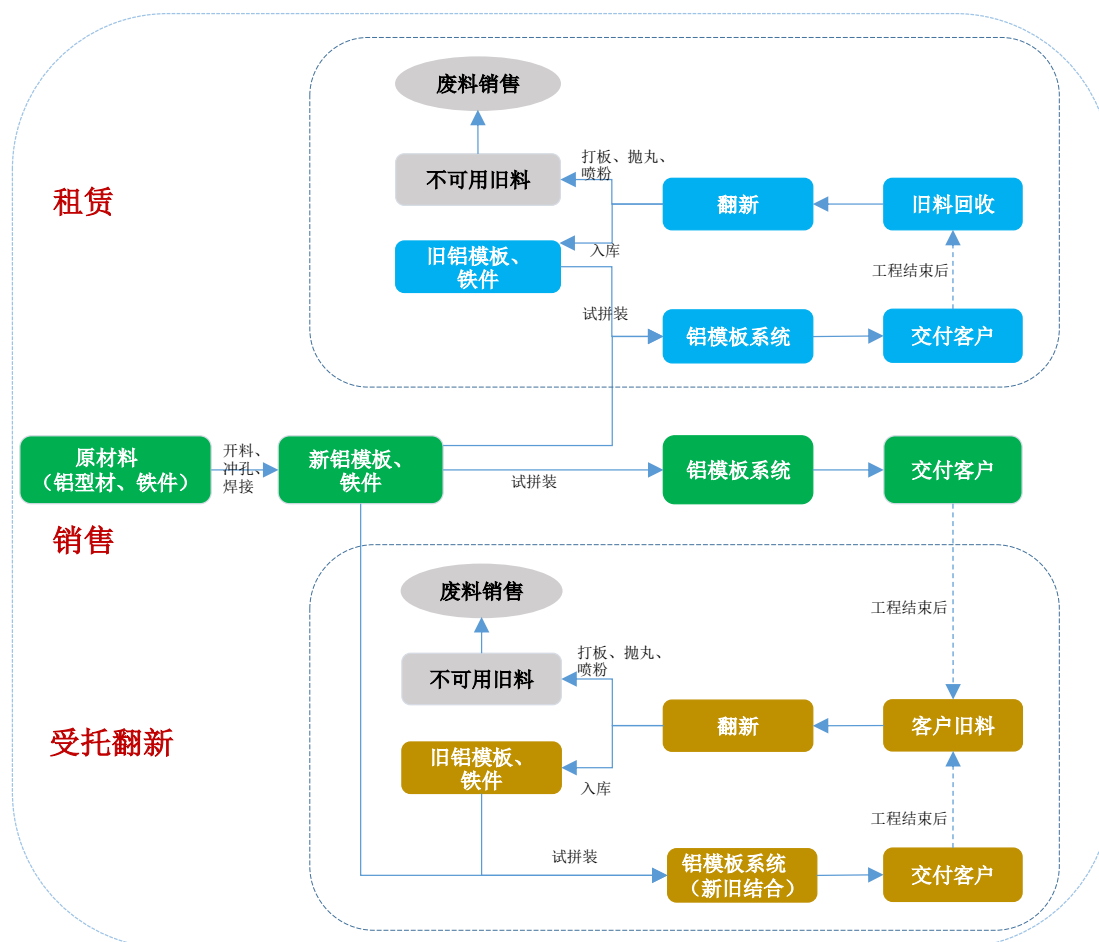 废料销售
不可用旧料
打板、抛丸、
喷粉
翻新
旧料回收
租赁
旧铝模板、
铁件
入库
工程结束后
试拼装
铝模板系统
交付客户
原材料
（铝型材、铁件）
开料、
冲孔、
焊接
新铝模板、
铁件
试拼装
铝模板系统
交付客户
销售
废料销售
工程结束后
打板、抛丸、
喷粉
不可用旧料
受托翻新
翻新
客户旧料
旧铝模板、
铁件
入库
工程结束后
试拼装
铝模板系统
（新旧结合）
交付客户